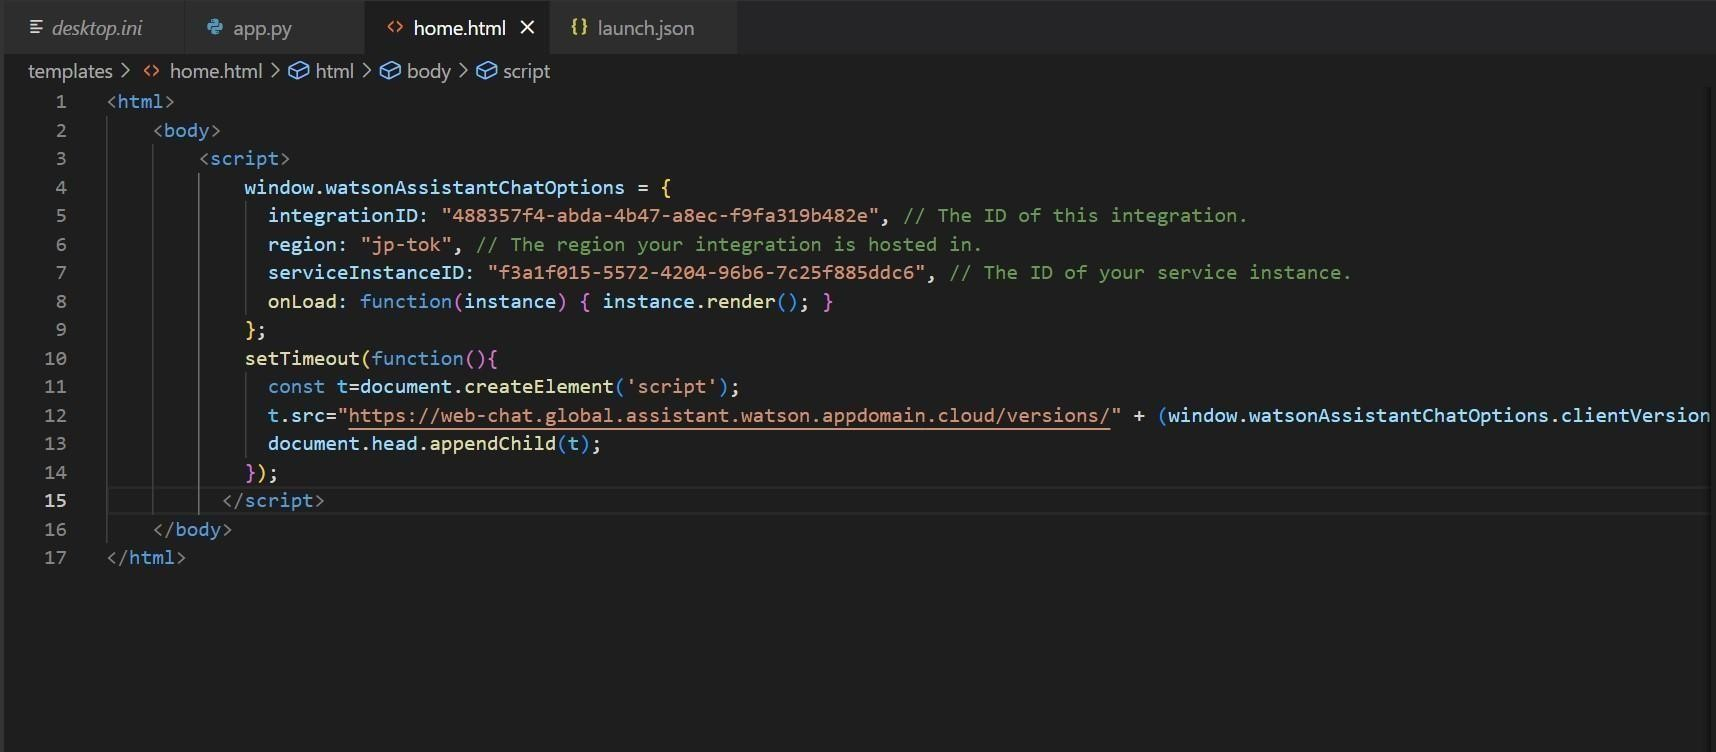 desktop.ini app.py home.html launch.json
templates > home.html > html > body > script
1 <html>
2 <body>
3 <script>
4 window.watsonAssistantChatOptions = {
5 integrationID: "488357f4-abda-4b47-a8ec-f9fa319b482e", // The ID of this integration.
6 region: "jp-tok", // The region your integration is hosted in.
7 serviceInstanceID: "f3a1f015-5572-4204-96b6-7c25f885ddc6", // The ID of your service instance.
8 onLoad: function(instance) { instance.render(); }
9 };
10 setTimeout(function(){
11 const t=document.createElement('script');
12 t.src="https://web-chat.global.assistant.watson.appdomain.cloud/versions/" + (window.watsonAssistantChatOptions.clientVersion
13 document.head.appendChild(t);
14 });
15 </script>
16 </body>
17 </html>